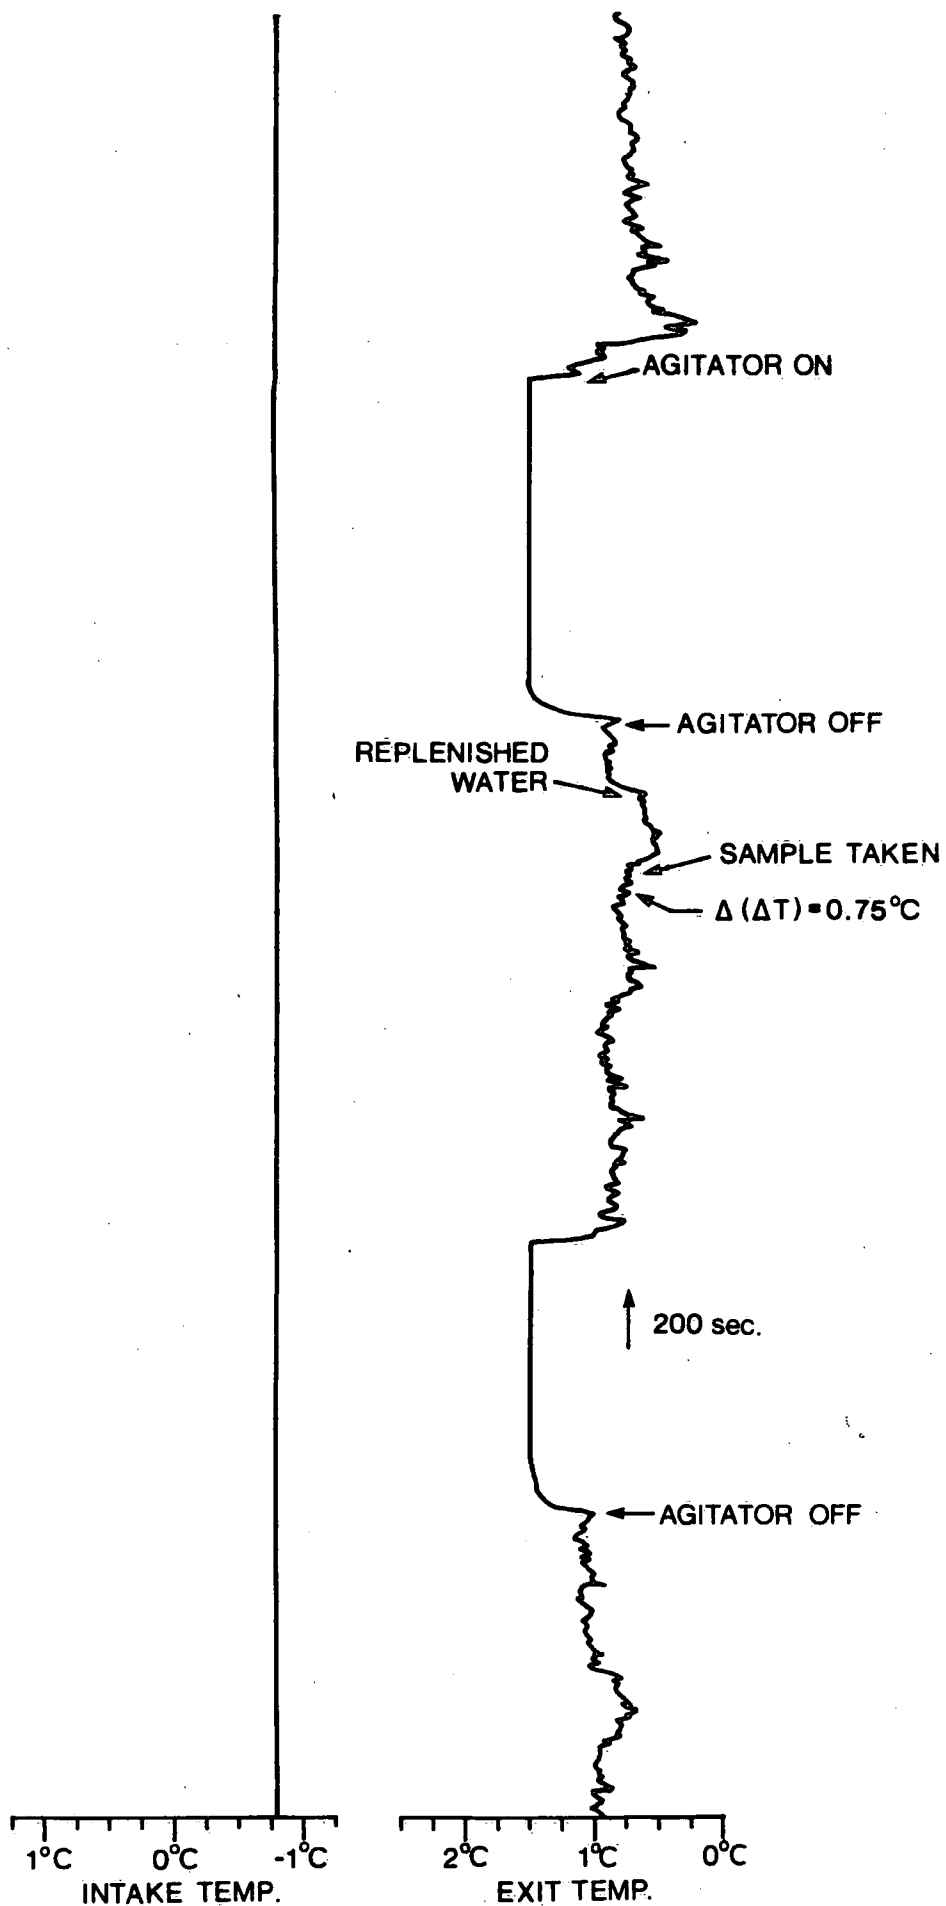 AGITATOR ON
AGITATOR OFF
REPLENISHED
WATER
SAMPLE TAKEN
Δ (ΔT) = 0.75°C
200 sec.
AGITATOR OFF
1°C 0°C -1°C
INTAKE TEMP.
2°C 1°C 0°C
EXIT TEMP.